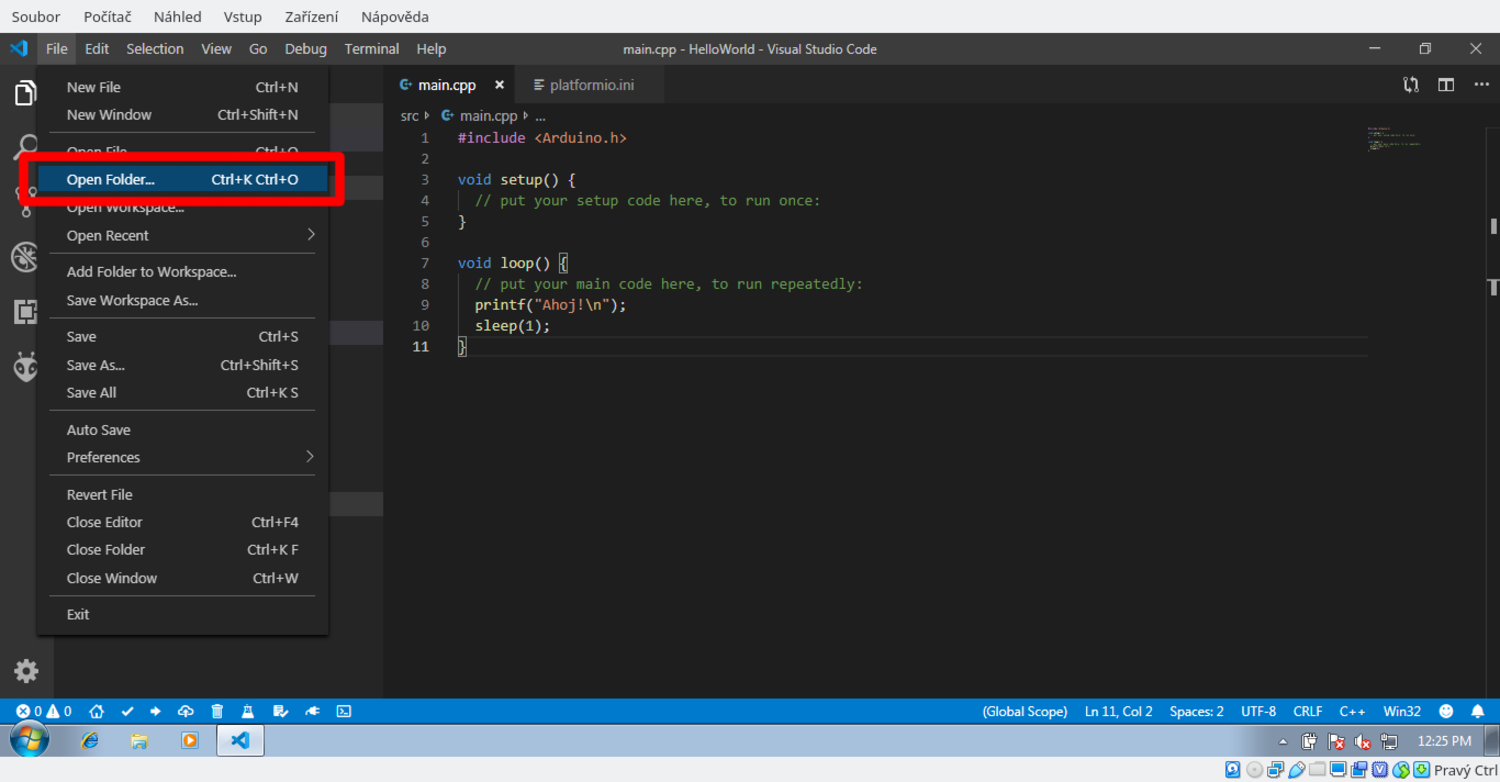 Soubor Počítač Náhled Vstup Zařízení Nápověda
File Edit Selection View Go Debug Terminal Help
main.cpp - HelloWorld - Visual Studio Code
New File Ctrl+N
New Window Ctrl+Shift+N
Open File... Ctrl+O
Open Folder... Ctrl+K Ctrl+O
Open Workspace...
Open Recent
Add Folder to Workspace...
Save Workspace As...
Save Ctrl+S
Save As... Ctrl+Shift+S
Save All Ctrl+K S
Auto Save
Preferences
Revert File
Close Editor Ctrl+F4
Close Folder Ctrl+K F
Close Window Ctrl+W
Exit
main.cpp platformio.ini
src main.cpp ...
1 #include <Arduino.h>
2
3 void setup() {
4 // put your setup code here, to run once:
5 }
6
7 void loop() {
8 // put your main code here, to run repeatedly:
9 printf("Ahoj!\n");
10 sleep(1);
11 }
0 0
(Global Scope) Ln 11, Col 2 Spaces: 2 UTF-8 CRLF C++ Win32
12:25 PM
Pravý Ctrl